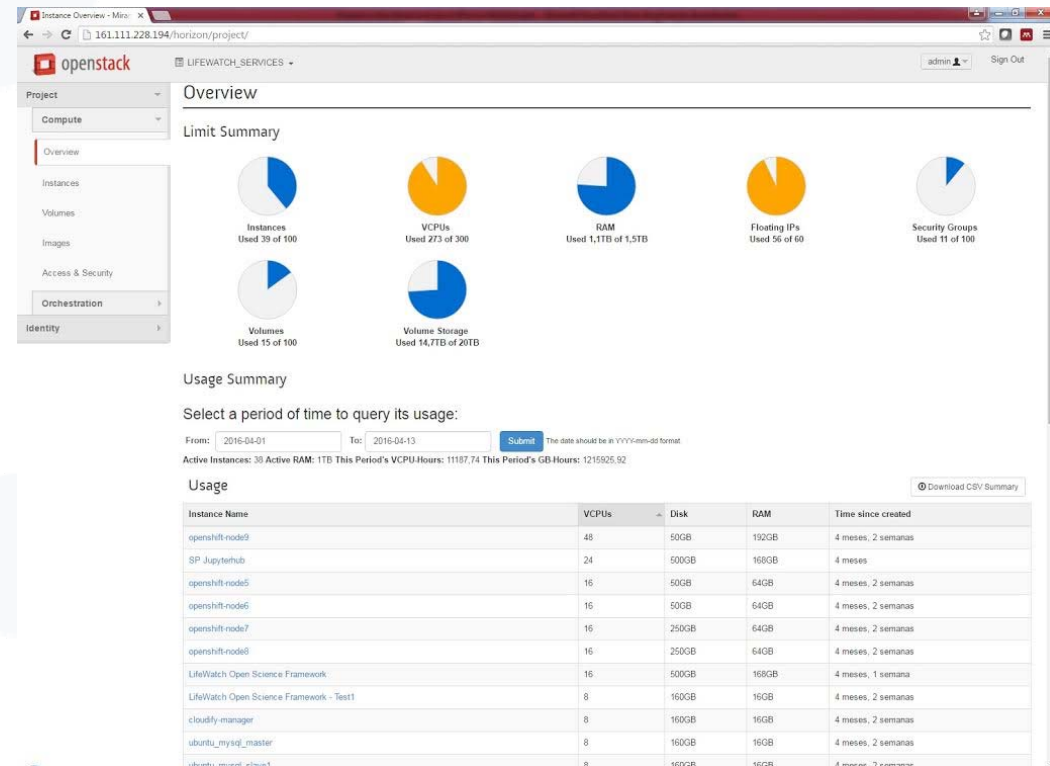 Instance Overview - Mira
161.111.228.194/horizon/project/
openstack
LIFEWATCH_SERVICES
admin
Sign Out
Project
Compute
Overview
Instances
Volumes
Images
Access & Security
Orchestration
Identity
Overview
Limit Summary
Instances
Used 39 of 100
VCPUs
Used 273 of 300
RAM
Used 1,1TB of 1,5TB
Floating IPs
Used 56 of 60
Security Groups
Used 11 of 100
Volumes
Used 15 of 100
Volume Storage
Used 14,7TB of 20TB
Usage Summary
Select a period of time to query its usage:
From: 2016-04-01 To: 2016-04-13 Submit The date should be in YYYY-mm-dd format.
Active Instances: 38 Active RAM: 1TB This Period's VCPU-Hours: 11187,74 This Period's GB-Hours: 1215925,92
Usage
Download CSV Summary
Instance Name VCPUs Disk RAM Time since created
openshift-node9 48 50GB 192GB 4 meses, 2 semanas
SP Jupyterhub 24 500GB 168GB 4 meses
openshift-node5 16 50GB 64GB 4 meses, 2 semanas
openshift-node6 16 50GB 64GB 4 meses, 2 semanas
openshift-node7 16 250GB 64GB 4 meses, 2 semanas
openshift-node8 16 250GB 64GB 4 meses, 2 semanas
LifeWatch Open Science Framework 16 500GB 168GB 4 meses, 1 semana
LifeWatch Open Science Framework - Test1 8 160GB 16GB 4 meses, 2 semanas
cloudify-manager 8 160GB 16GB 4 meses, 2 semanas
ubuntu_mysql_master 8 160GB 16GB 4 meses, 2 semanas
ubuntu_mysql_slave1 8 160GB 16GB 4 meses, 2 semanas